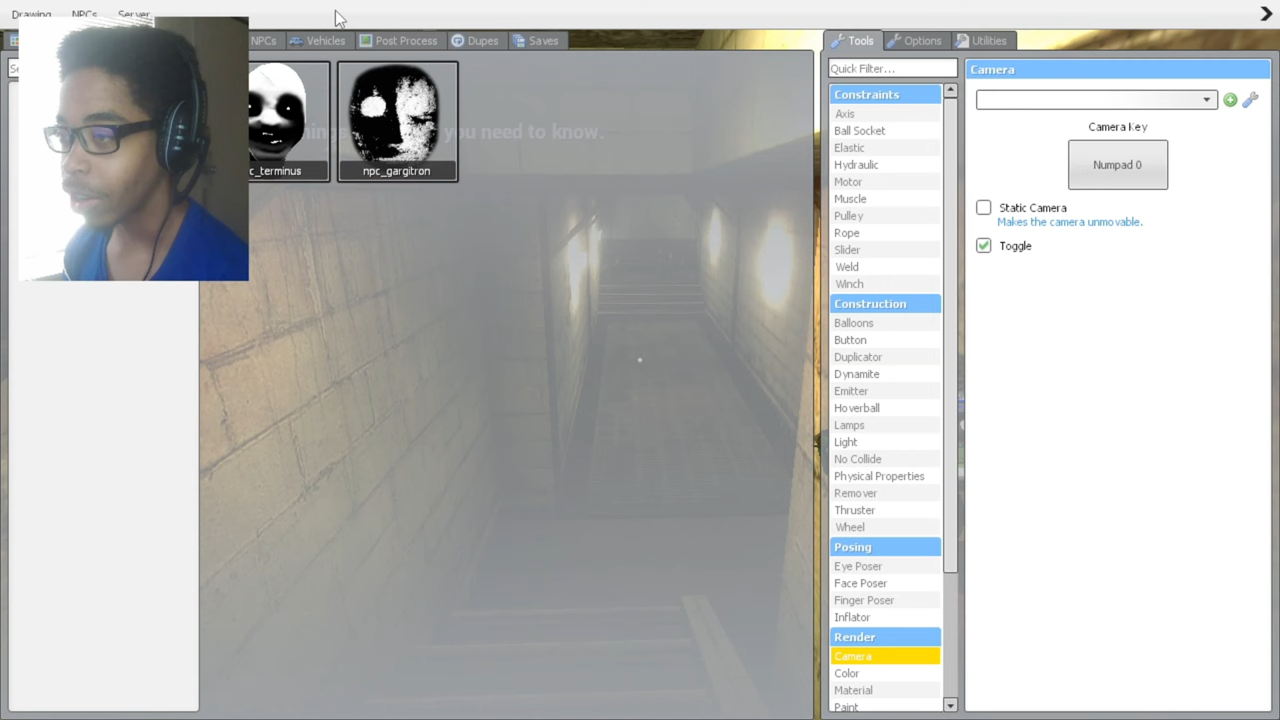 Drawing NPCs Server
NPCs Vehicles Post Process Dupes Saves
Tools Options Utilities
you need to know.
c_terminus
npc_gargitron
Quick Filter...
Constraints
Axis
Ball Socket
Elastic
Hydraulic
Motor
Muscle
Pulley
Rope
Slider
Weld
Winch
Construction
Balloons
Button
Duplicator
Dynamite
Emitter
Hoverball
Lamps
Light
No Collide
Physical Properties
Remover
Thruster
Wheel
Posing
Eye Poser
Face Poser
Finger Poser
Inflator
Render
Camera
Color
Material
Paint
Camera
Camera Key
Numpad 0
Static Camera
Makes the camera unmovable.
Toggle